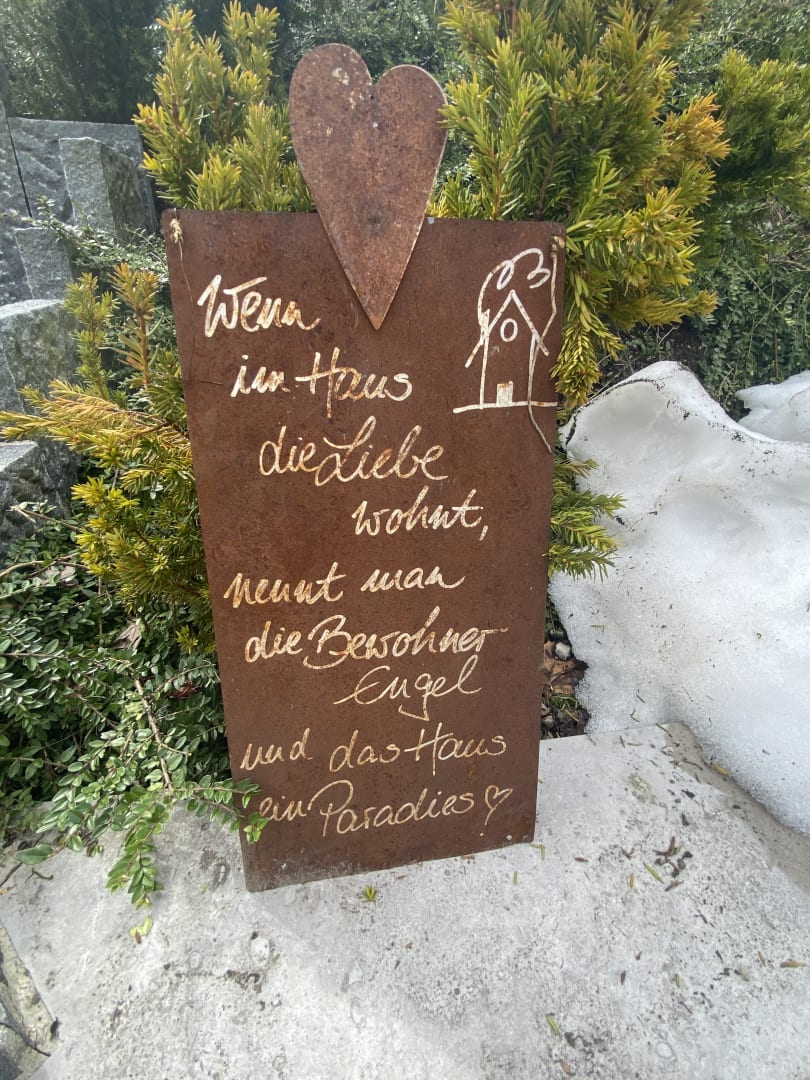 Wenn
im Haus
die Liebe
wohnt,
nennt man
die Bewohner
Engel
und das Haus
ein Paradies